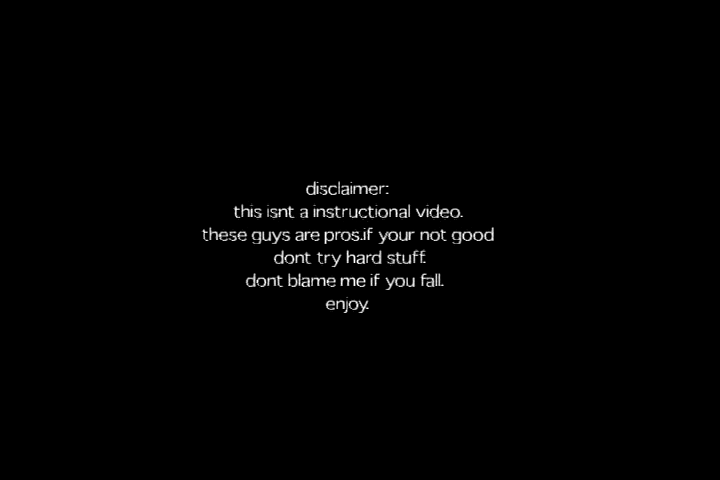 disclaimer:
this isnt a instructional video.
these guys are pros.if your not good
dont try hard stuff.
dont blame me if you fall.
enjoy.